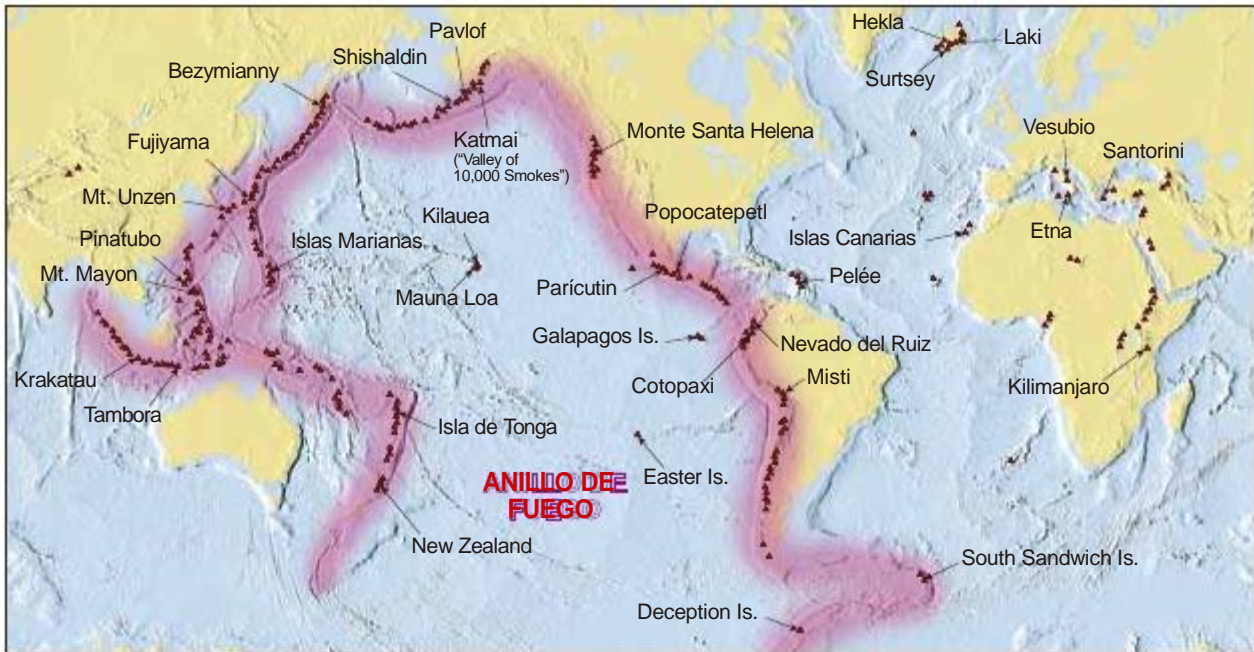 Hekla
Laki
Surtsey
Pavlof
Shishaldin
Bezymianny
Katmai
("Valley of
10,000 Smokes")
Monte Santa Helena
Vesubio
Santorini
Fujiyama
Mt. Unzen
Popocatepetl
Kilauea
Islas Canarias
Etna
Pinatubo
Islas Marianas
Mt. Mayon
Mauna Loa
Parícutin
Pelée
Galapagos Is.
Nevado del Ruiz
Krakatau
Cotopaxi
Misti
Kilimanjaro
Tambora
Isla de Tonga
ANILLO DE
FUEGO
Easter Is.
New Zealand
South Sandwich Is.
Deception Is.